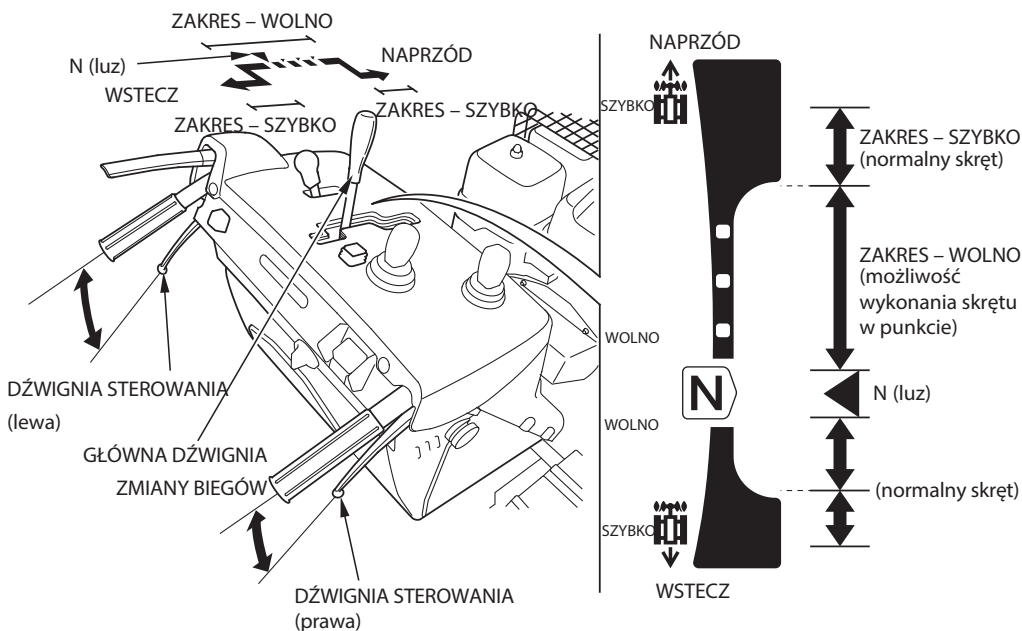 ZAKRES – WOLNO
N (luz)
NAPRZÓD
WSTECZ
ZAKRES – SZYBKO
ZAKRES – SZYBKO
DŹWIGNIA STEROWANIA
(lewa)
GŁÓWNA DŹWIGNIA
ZMIANY BIEGÓW
DŹWIGNIA STEROWANIA
(prawa)
NAPRZÓD
SZYBKO
ZAKRES – SZYBKO
(normalny skręt)
ZAKRES – WOLNO
(możliwość
wykonania skrętu
w punkcie)
WOLNO
N
N (luz)
WOLNO
(normalny skręt)
SZYBKO
WSTECZ